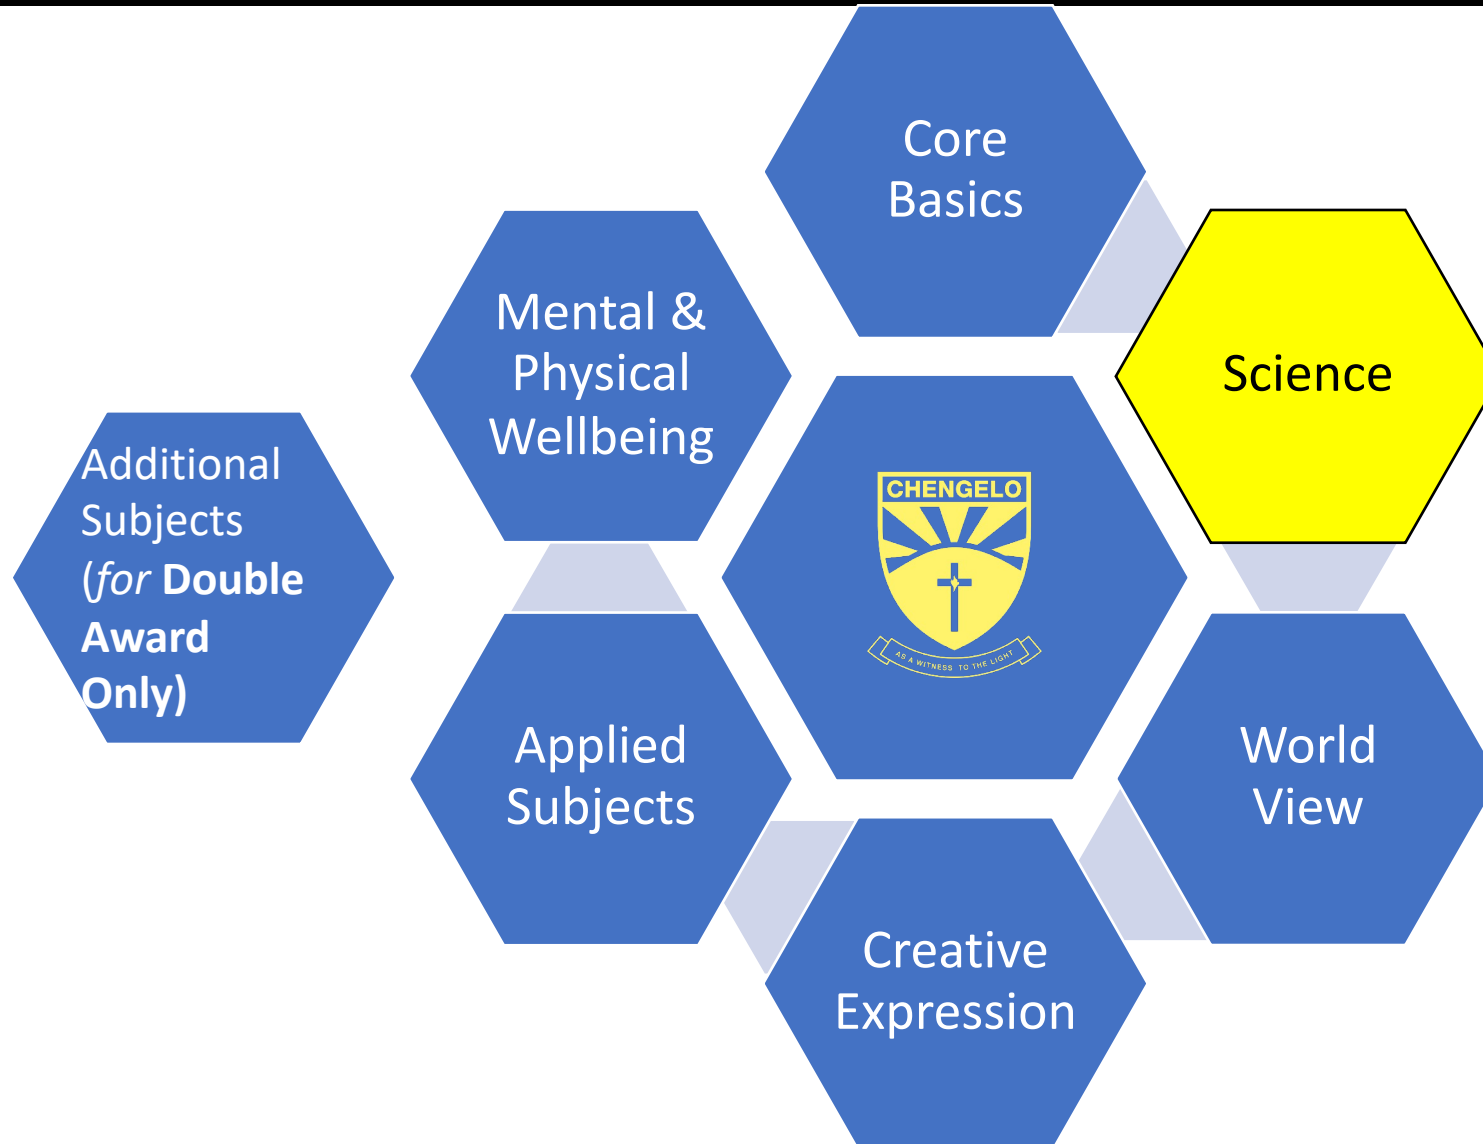 Core
Basics
Science
Mental &
Physical
Wellbeing
Additional
Subjects
(for Double
Award
Only)
CHENGELO
AS A WITNESS TO THE LIGHT
Applied
Subjects
World
View
Creative
Expression